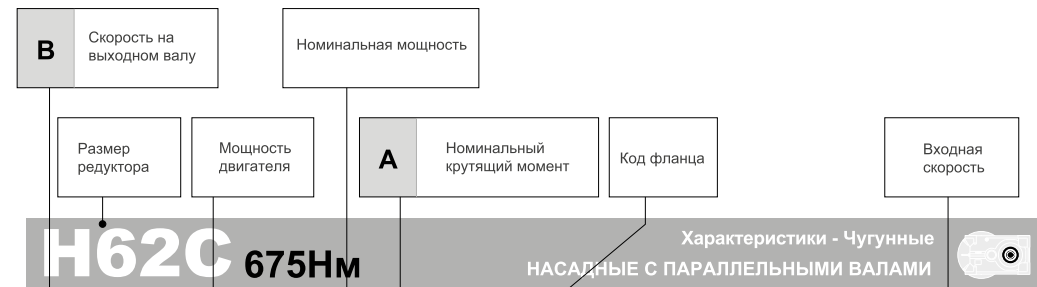 B
Скорость на
выходном валу
Номинальная мощность
Размер
редуктора
Мощность
двигателя
A
Номинальный
крутящий момент
Код фланца
Входная
скорость
H62C 675Нм
Характеристики - Чугунные
НАСАДНЫЕ С ПАРАЛЛЕЛЬНЫМИ ВАЛАМИ